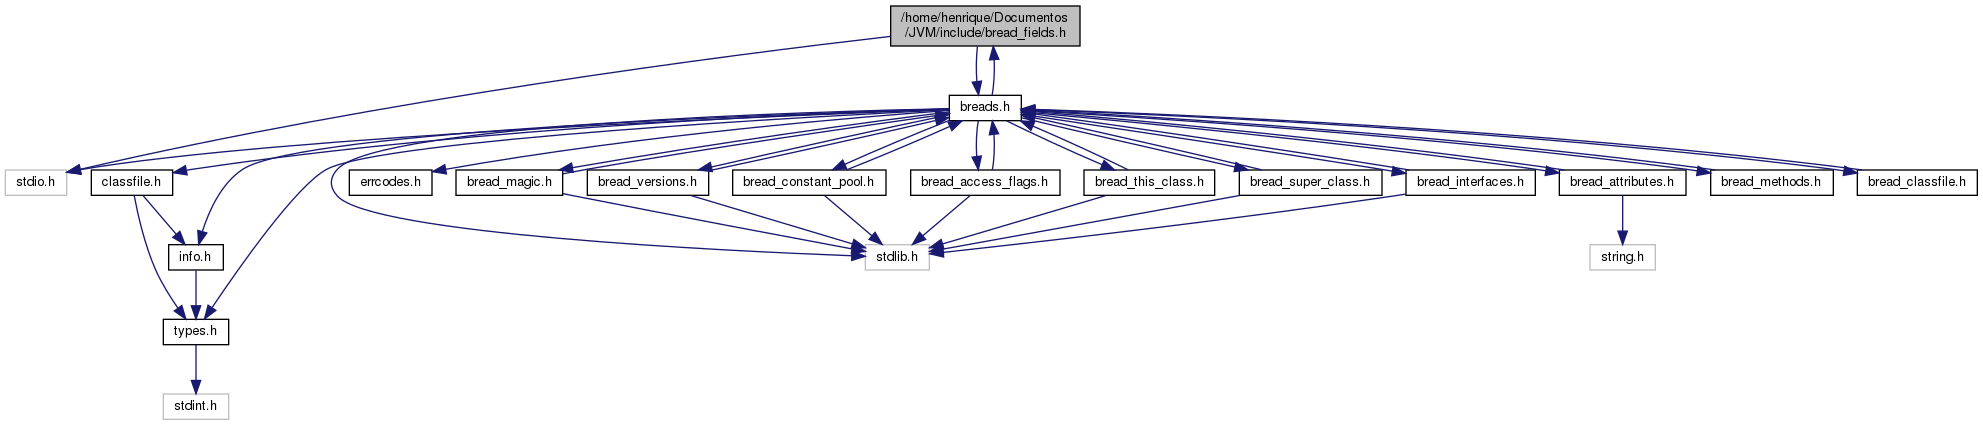 /home/henrique/Documentos
/JVM/include/bread_fields.h
breads.h
stdio.h
classfile.h
errcodes.h
bread_magic.h
bread_versions.h
bread_constant_pool.h
bread_access_flags.h
bread_this_class.h
bread_super_class.h
bread_interfaces.h
bread_attributes.h
bread_methods.h
bread_classfile.h
info.h
stdlib.h
string.h
types.h
stdint.h